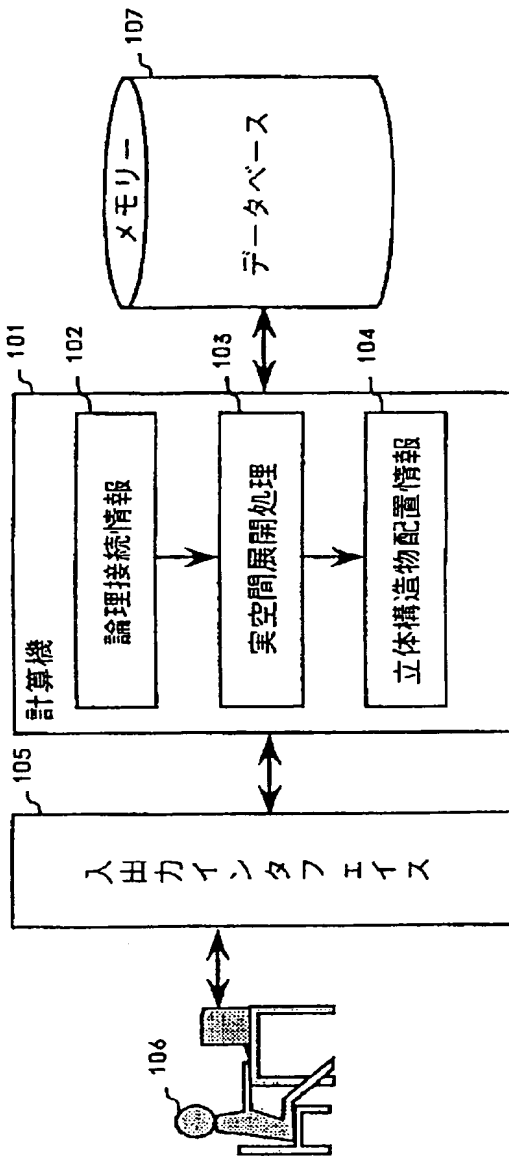 106
105
入出力インタフェイス
101
計算機
102
論理接続情報
103
実空間展開処理
104
立体構造物配置情報
107
メモリー
データベース